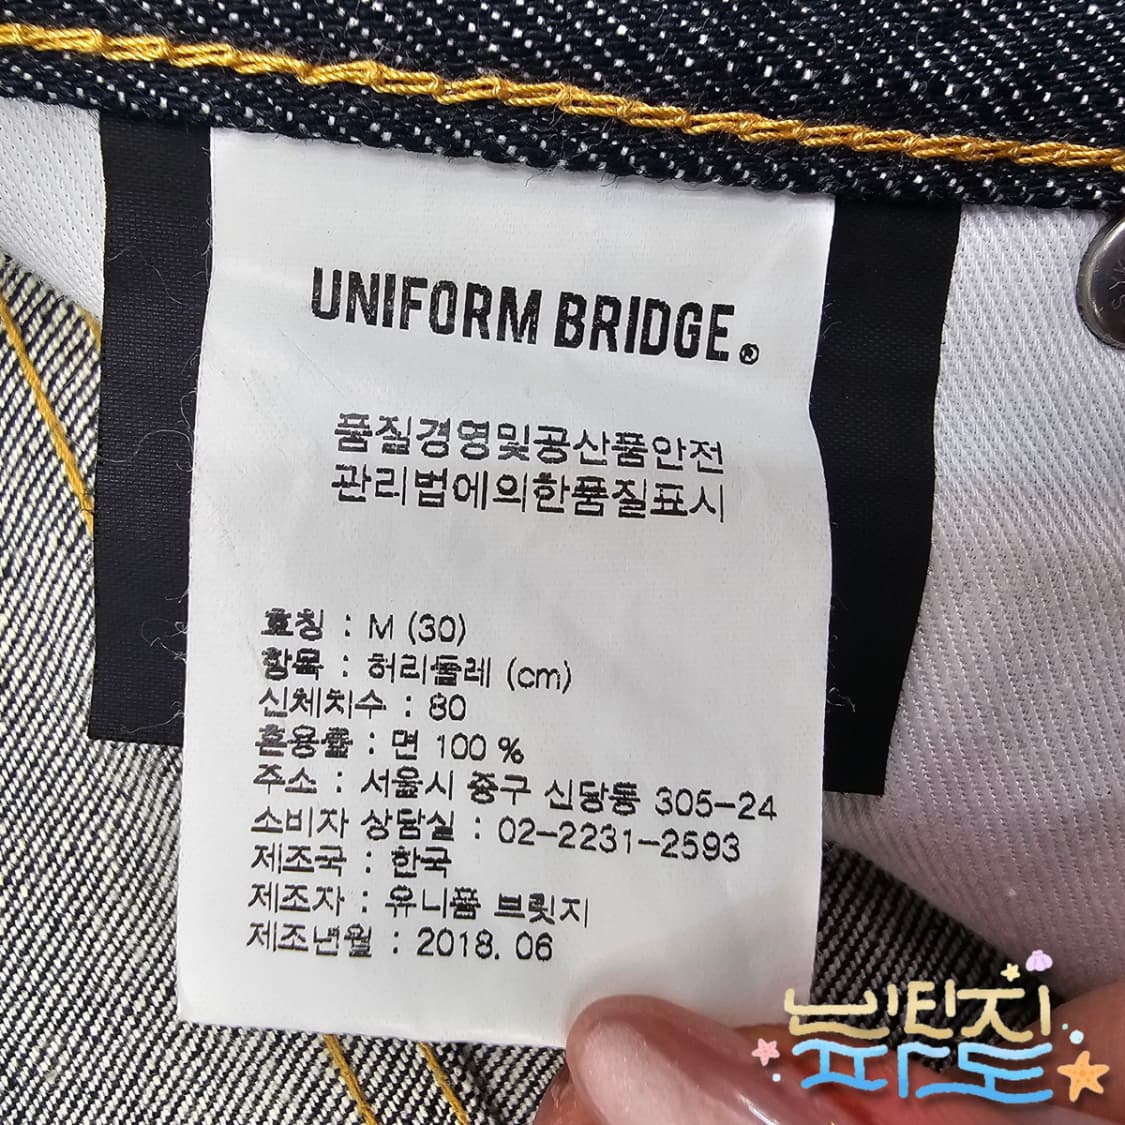 UNIFORM BRIDGE®
품질경영및공산품안전
관리법에의한품질표시
호칭 : M (30)
항목 : 허리둘레 (cm)
신체치수 : 80
혼용률 : 면 100 %
주소 : 서울시 중구 신당동 305-24
소비자 상담실 : 02-2231-2593
제조국 : 한국
제조자 : 유니폼 브릿지
제조년월 : 2018. 06
빈티지
파도